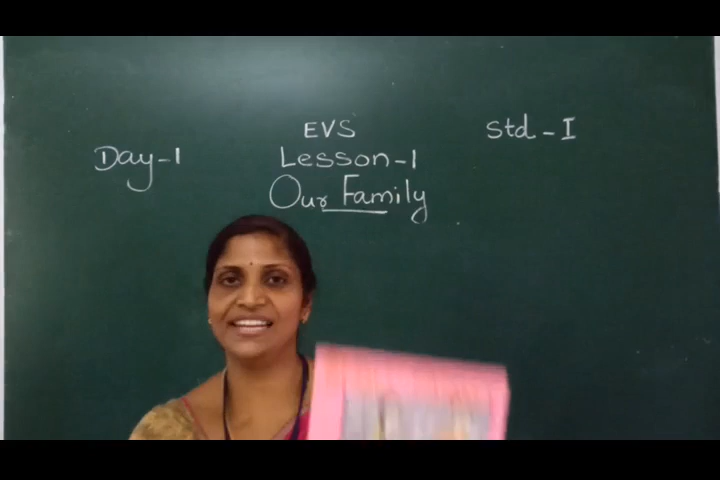 EVS
Std - I
Day - 1
Lesson - 1
Our Family